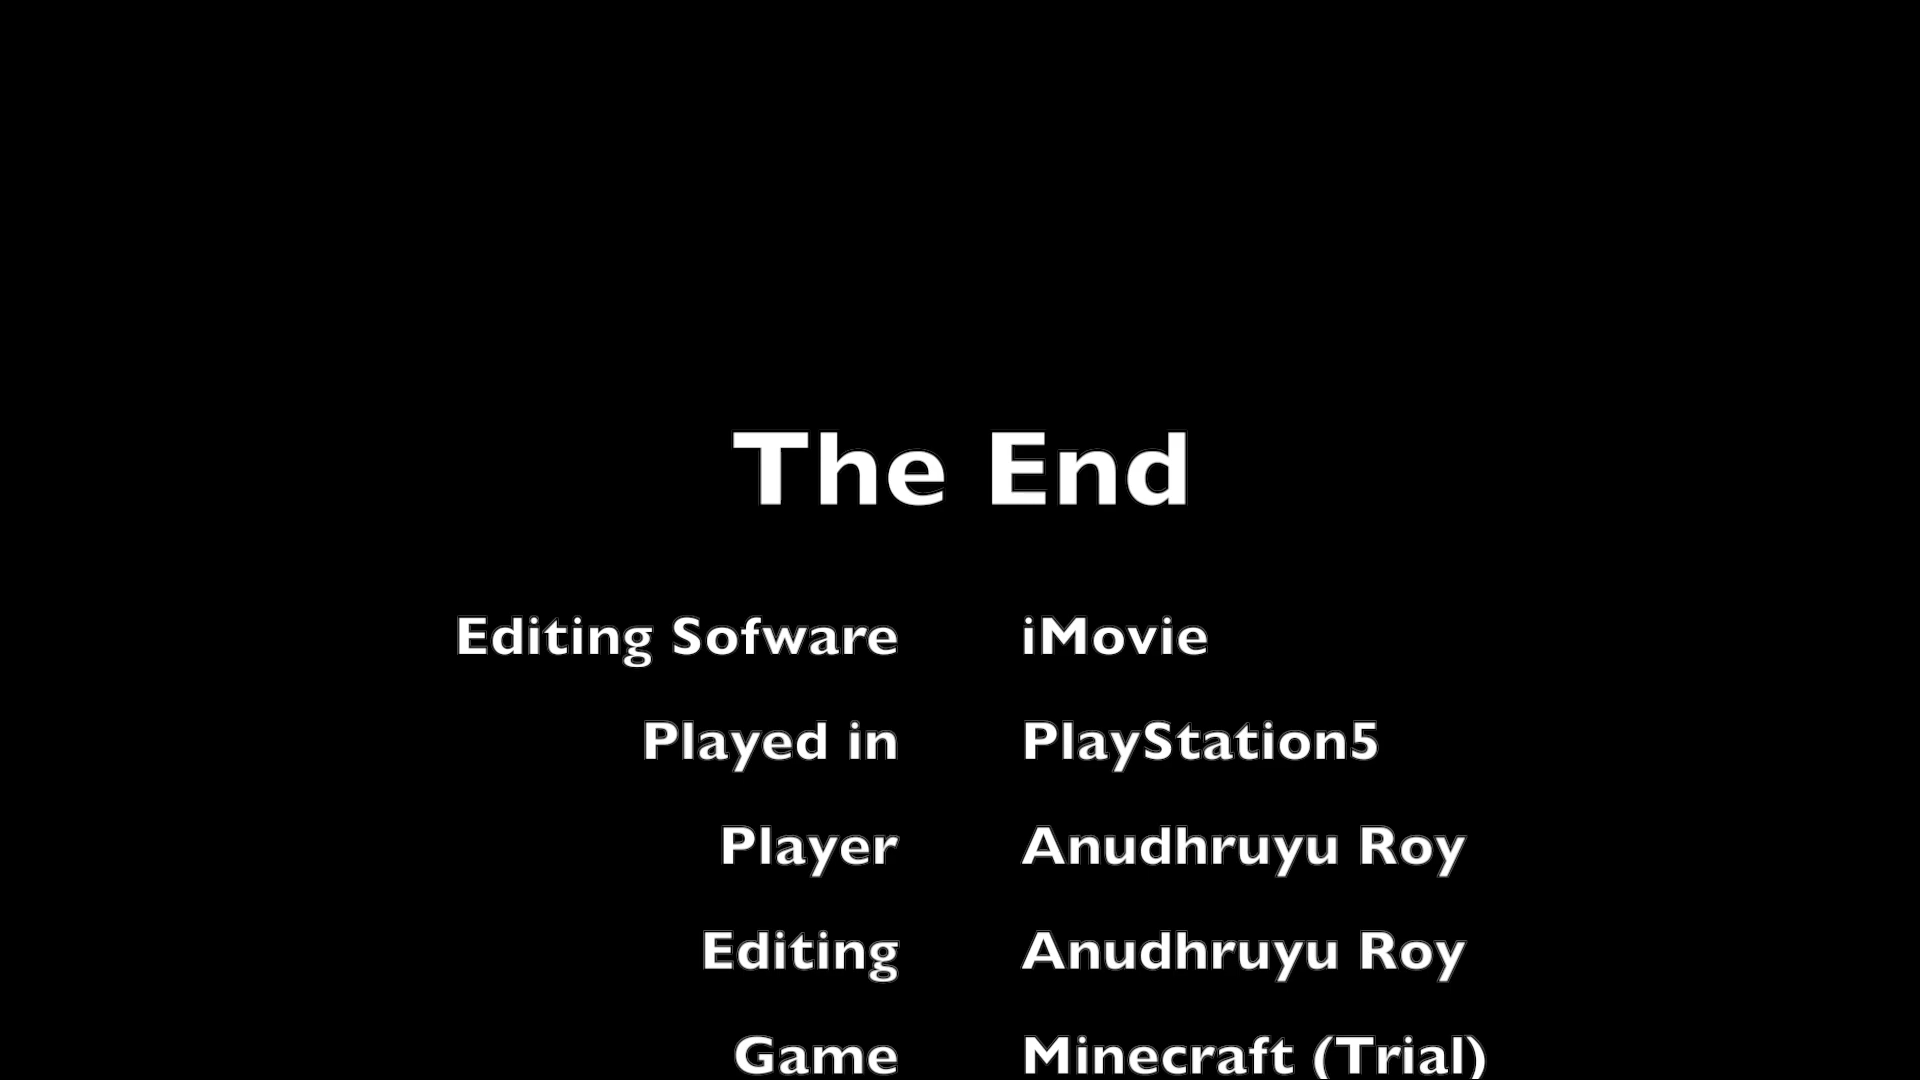 The End
Editing Sofware iMovie
Played in PlayStation5
Player Anudhruyu Roy
Editing Anudhruyu Roy
Game Minecraft (Trial)